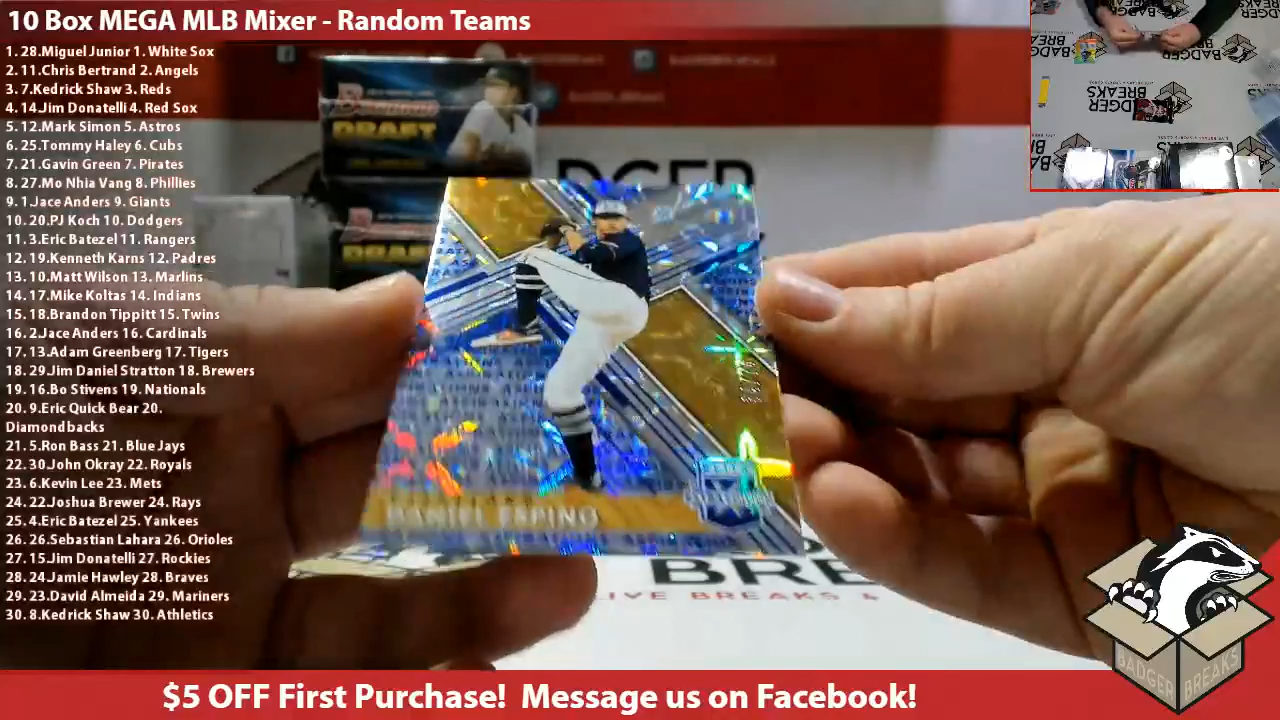 10 Box MEGA MLB Mixer - Random Teams
1. 28.Miguel Junior 1. White Sox
2. 11.Chris Bertrand 2. Angels
3. 7.Kedrick Shaw 3. Reds
4. 14.Jim Donatelli 4. Red Sox
5. 12.Mark Simon 5. Astros
6. 25.Tommy Haley 6. Cubs
7. 21.Gavin Green 7. Pirates
8. 27.Mo Nhia Vang 8. Phillies
9. 1.Jace Anders 9. Giants
10. 20.PJ Koch 10. Dodgers
11. 3.Eric Batezel 11. Rangers
12. 19.Kenneth Karns 12. Padres
13. 10.Matt Wilson 13. Marlins
14. 17.Mike Koltas 14. Indians
15. 18.Brandon Tippitt 15. Twins
16. 2.Jace Anders 16. Cardinals
17. 13.Adam Greenberg 17. Tigers
18. 29.Jim Daniel Stratton 18. Brewers
19. 16.Bo Stivens 19. Nationals
20. 9.Eric Quick Bear 20.
Diamondbacks
21. 5.Ron Bass 21. Blue Jays
22. 30.John Okray 22. Royals
23. 6.Kevin Lee 23. Mets
24. 22.Joshua Brewer 24. Rays
25. 4.Eric Batezel 25. Yankees
26. 26.Sebastian Lahara 26. Orioles
27. 15.Jim Donatelli 27. Rockies
28. 24.Jamie Hawley 28. Braves
29. 23.David Almeida 29. Mariners
30. 8.Kedrick Shaw 30. Athletics
Bowman
DRAFT
DANIEL ESPINO
BRE
LIVE BREAKS &
BADGER
BREAKS
BADGER BREAKS
$5 OFF First Purchase! Message us on Facebook!